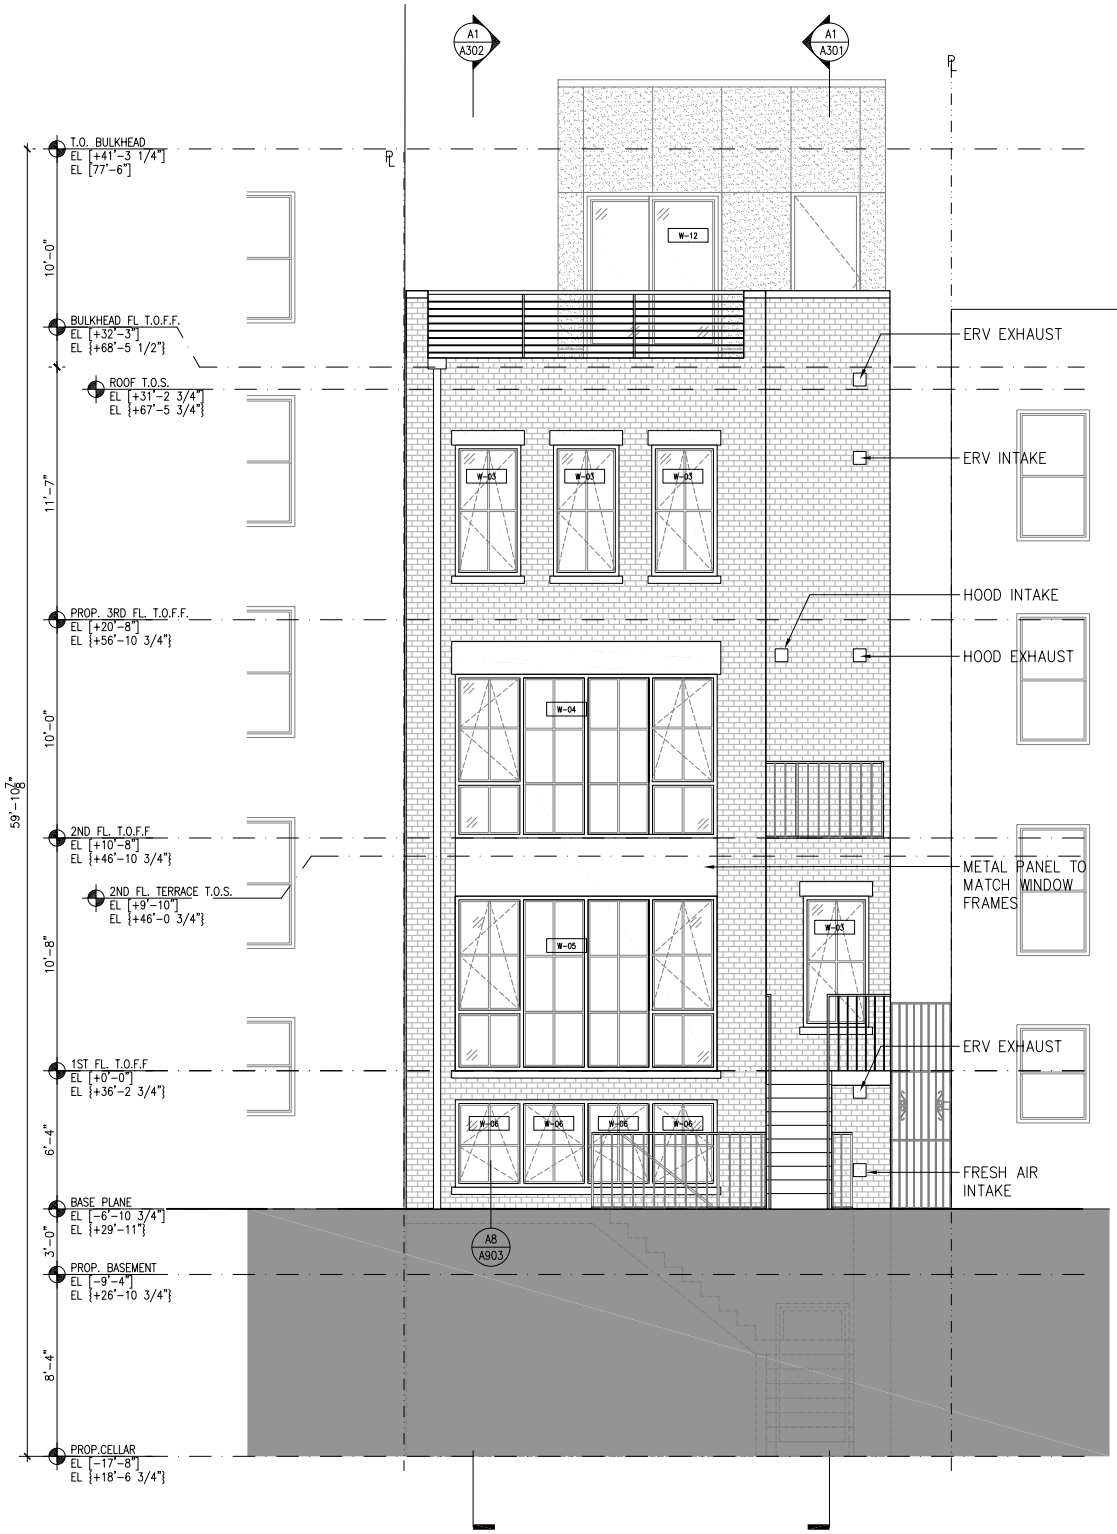 A1
A302
A1
A301
PL
PL
T.O. BULKHEAD
EL [+41'-3 1/4"]
EL [77'-6"]
W-12
10'-0"
BULKHEAD FL T.O.F.F.
EL [+32'-3"]
EL {+68'-5 1/2"}
ERV EXHAUST
ROOF T.O.S.
EL [+31'-2 3/4"]
EL {+67'-5 3/4"}
ERV INTAKE
W-03
W-03
W-03
11'-7"
HOOD INTAKE
PROP. 3RD FL. T.O.F.F.
EL [+20'-8"]
EL {+56'-10 3/4"}
HOOD EXHAUST
W-04
10'-0"
59'-10 7/8"
2ND FL. T.O.F.F
EL [+10'-8"]
EL {+46'-10 3/4"}
METAL PANEL TO
MATCH WINDOW
FRAMES
2ND FL. TERRACE T.O.S.
EL [+9'-10"]
EL {+46'-0 3/4"}
W-03
W-05
10'-8"
ERV EXHAUST
1ST FL. T.O.F.F
EL [+0'-0"]
EL {+36'-2 3/4"}
W-06
W-06
W-06
W-06
6'-4"
FRESH AIR
INTAKE
BASE PLANE
EL [-6'-10 3/4"]
EL {+29'-11"}
A8
A903
3'-0"
PROP. BASEMENT
EL [-9'-4"]
EL {+26'-10 3/4"}
8'-4"
PROP.CELLAR
EL [-17'-8"]
EL {+18'-6 3/4"}